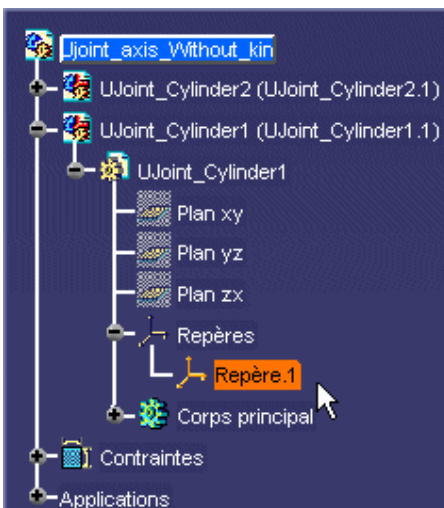 Ujoint_axis_Without_kin
UJoint_Cylinder2 (UJoint_Cylinder2.1)
UJoint_Cylinder1 (UJoint_Cylinder1.1)
UJoint_Cylinder1
Plan xy
Plan yz
Plan zx
Repères
Repère.1
Corps principal
Contraintes
Applications